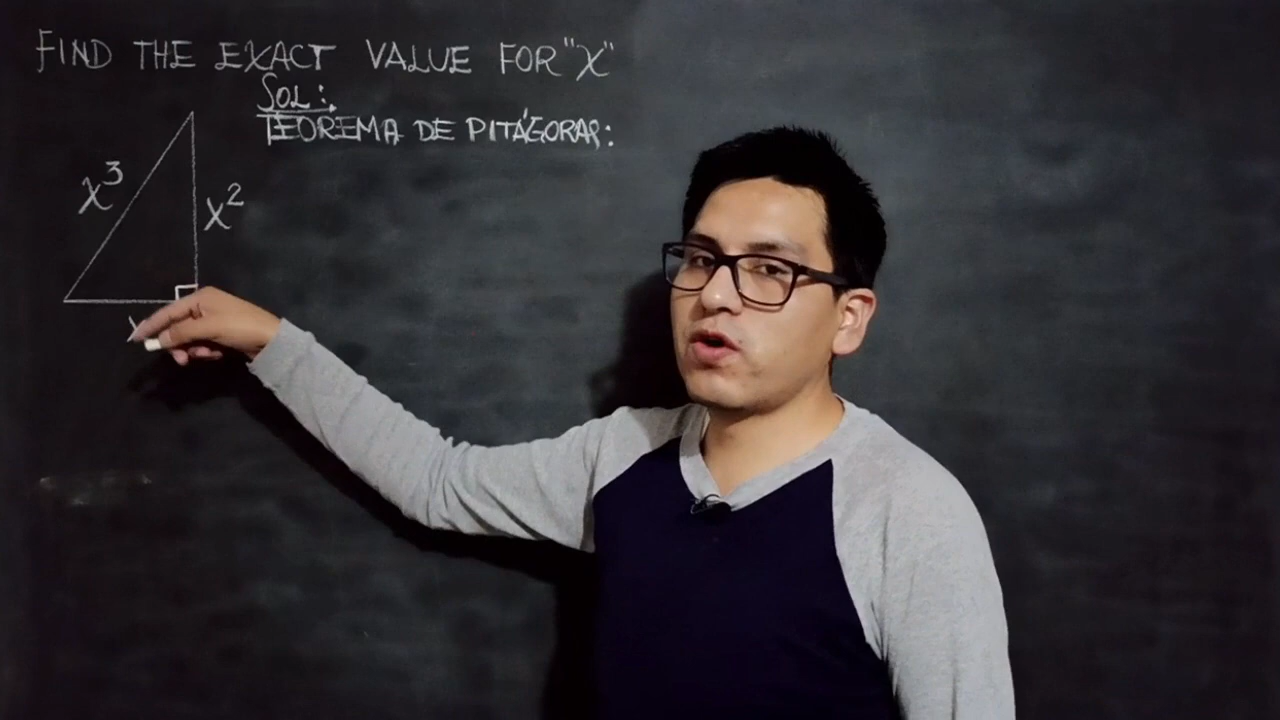 FIND THE EXACT VALUE FOR "X"
SOL:
TEOREMA DE PITÁGORAS:
x³
x²